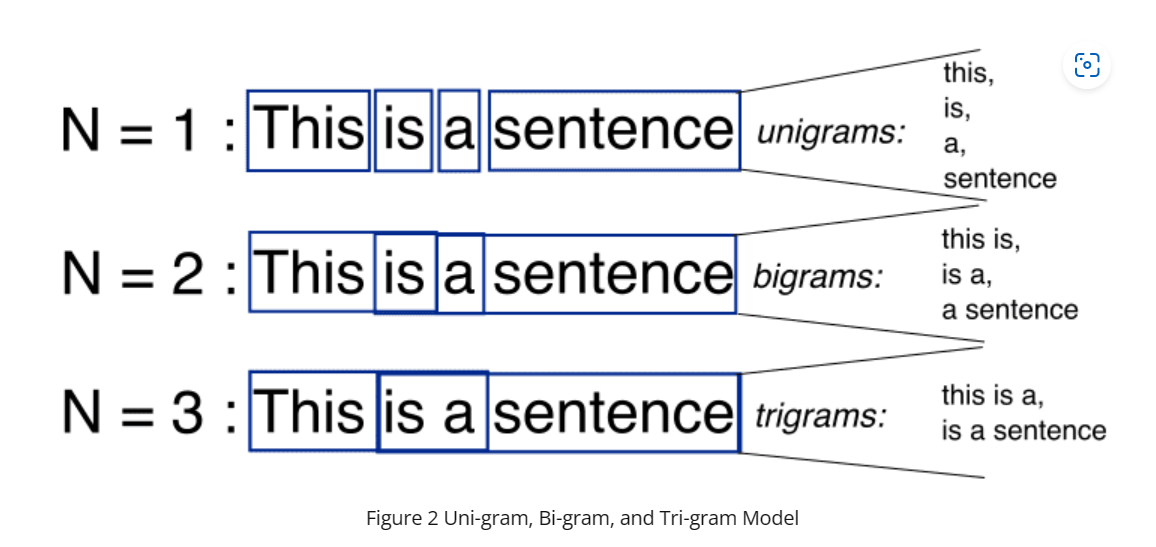 N = 1 : This is a sentence unigrams:
this,
is,
a,
sentence
N = 2 : This is a sentence bigrams:
this is,
is a,
a sentence
N = 3 : This is a sentence trigrams:
this is a,
is a sentence
Figure 2 Uni-gram, Bi-gram, and Tri-gram Model